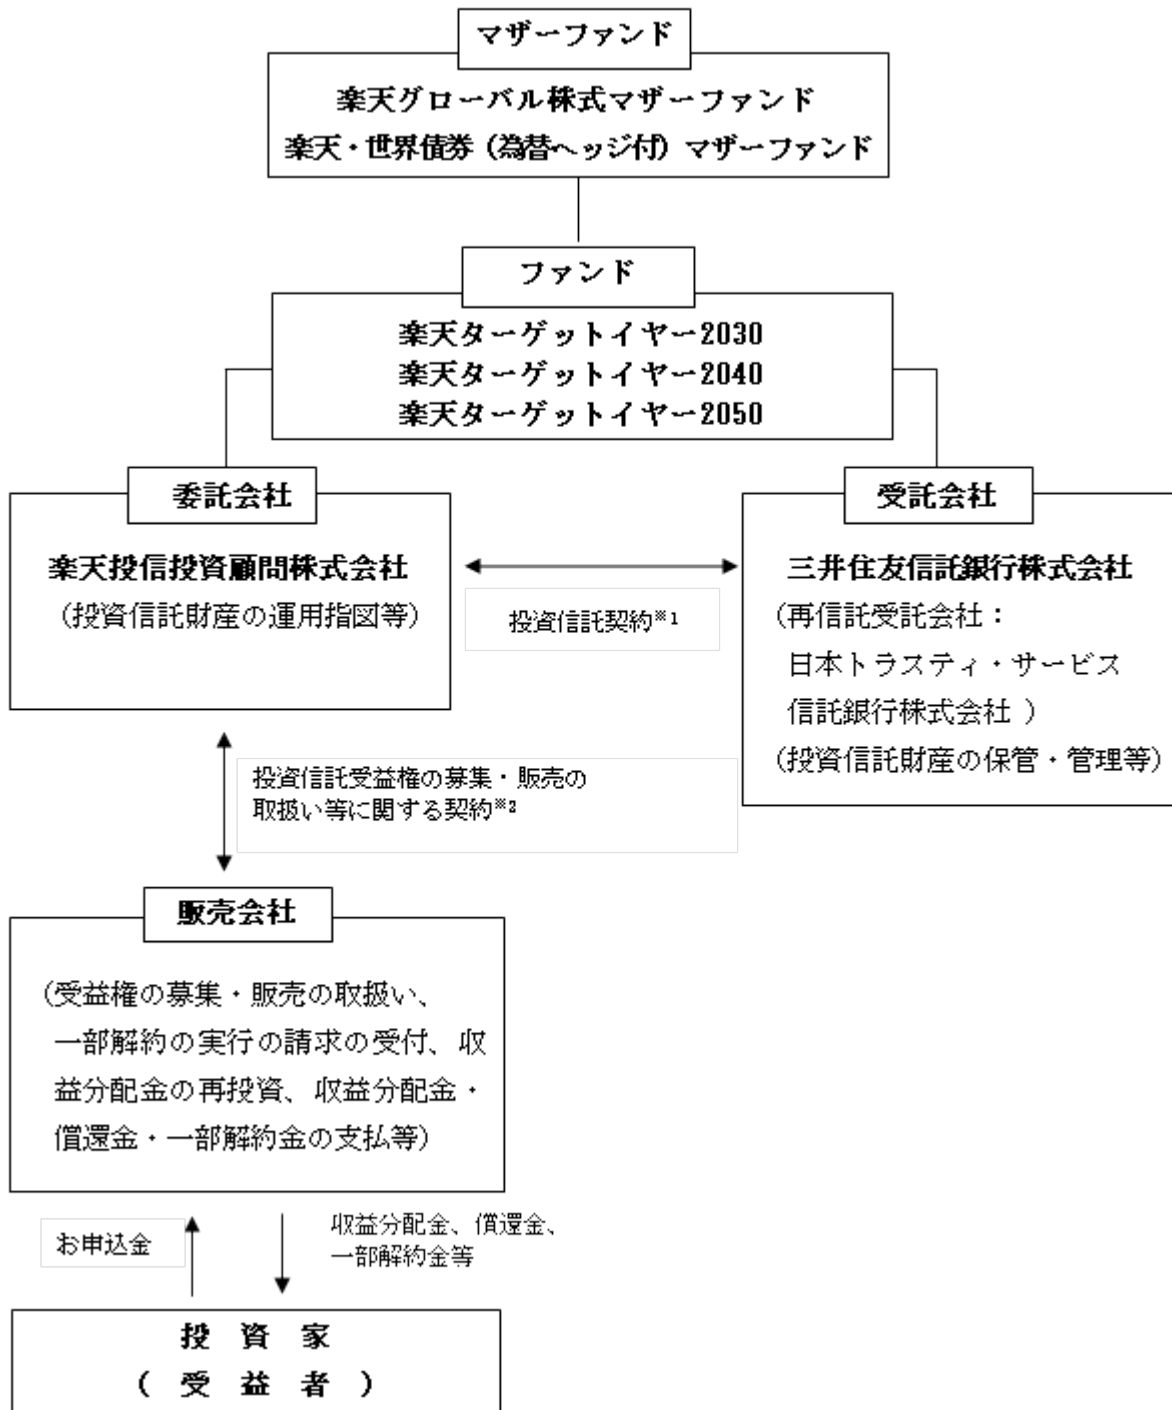 マザーファンド
楽天グローバル株式マザーファンド
楽天・世界債券（為替ヘッジ付）マザーファンド
ファンド
楽天ターゲットイヤー2030
楽天ターゲットイヤー2040
楽天ターゲットイヤー2050
委託会社
楽天投信投資顧問株式会社
（投資信託財産の運用指図等）
投資信託契約※1
受託会社
三井住友信託銀行株式会社
（再信託受託会社：
日本トラスティ・サービス
信託銀行株式会社 ）
（投資信託財産の保管・管理等）
投資信託受益権の募集・販売の
取扱い等に関する契約※2
販売会社
（受益権の募集・販売の取扱い、
一部解約の実行の請求の受付、収
益分配金の再投資、収益分配金・
償還金・一部解約金の支払等）
お申込金
収益分配金、償還金、
一部解約金等
投 資 家
（ 受 益 者 ）